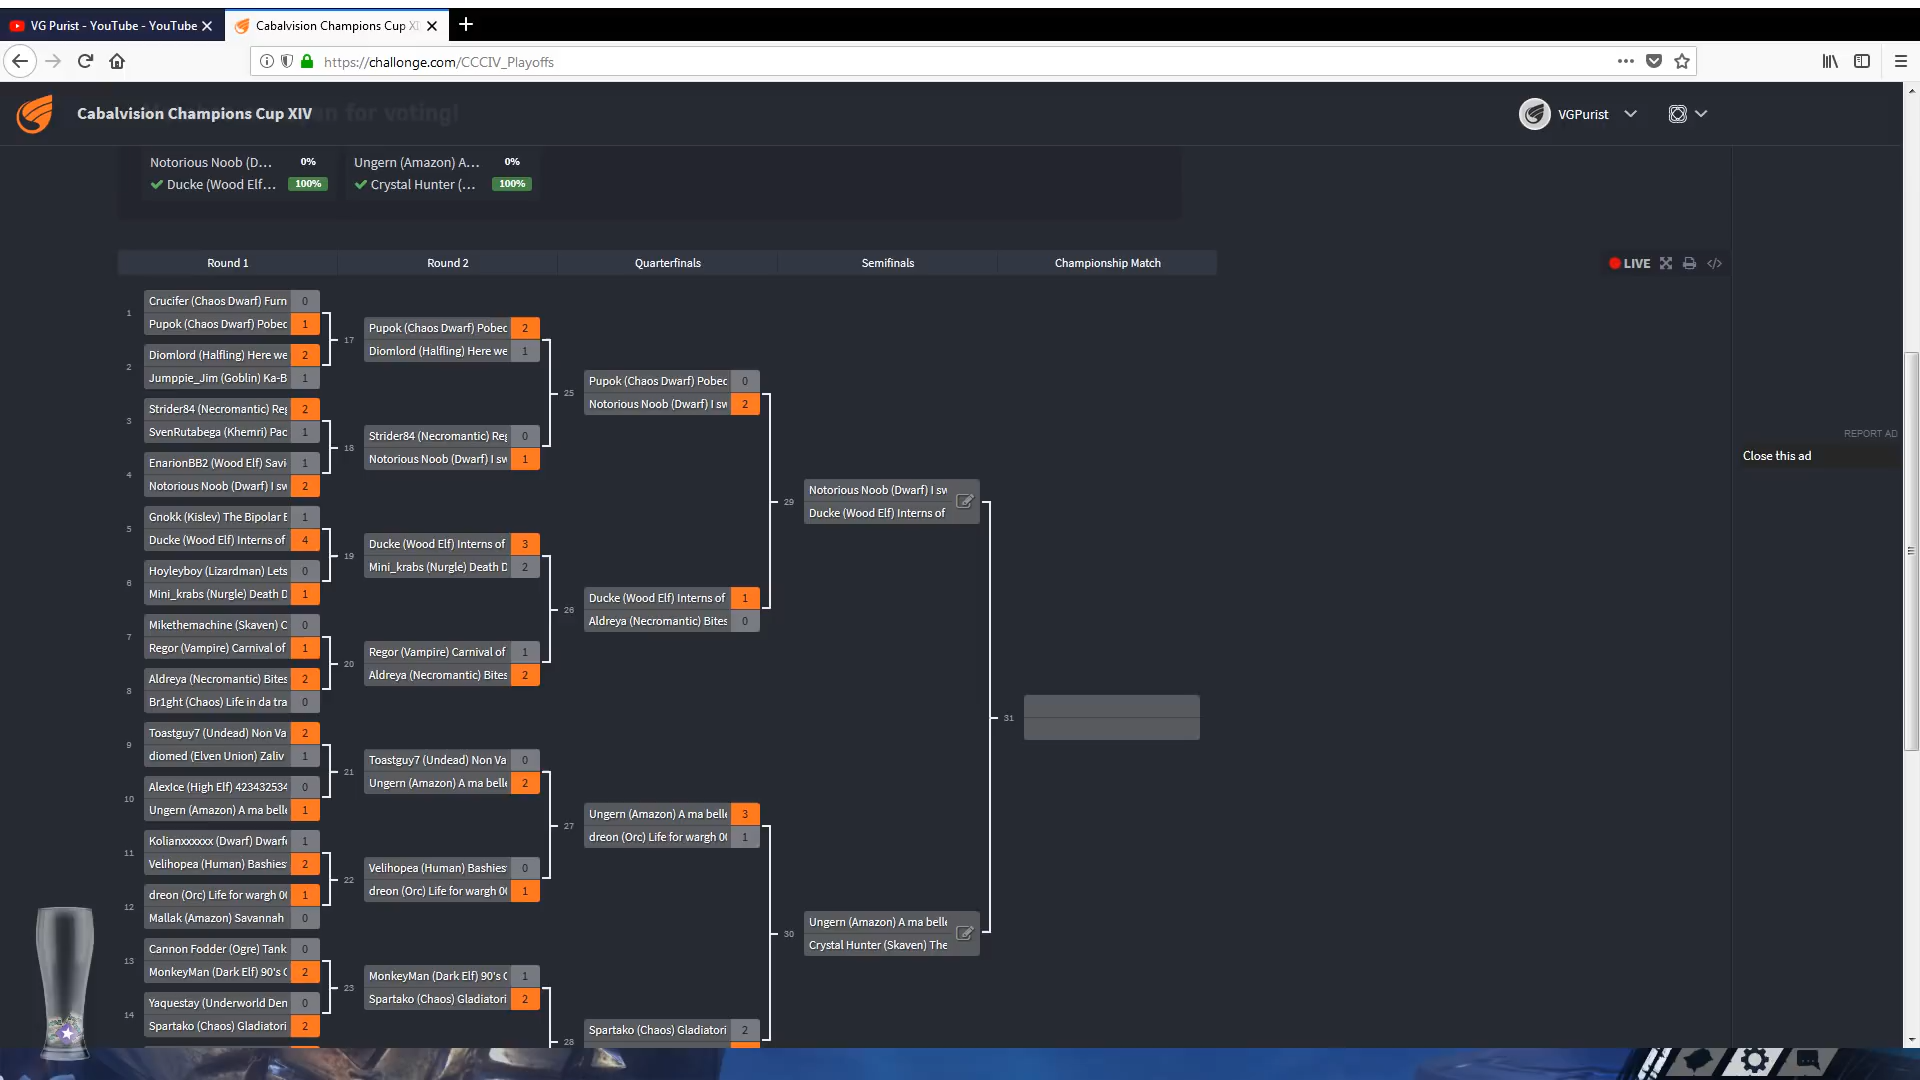 VG Purist - YouTube - YouTube
Cabalvision Champions Cup XI
https://challonge.com/CCCIV_Playoffs
Cabalvision Champions Cup XIV
n for voting!
VGPurist
Notorious Noob (D... 0%
Ducke (Wood Elf... 100%
Ungern (Amazon) A... 0%
Crystal Hunter (... 100%
Round 1
Round 2
Quarterfinals
Semifinals
Championship Match
LIVE
REPORT AD
Close this ad
1
Crucifer (Chaos Dwarf) Furn 0
Pupok (Chaos Dwarf) Pobec 1
2
Diomlord (Halfling) Here we 2
Jumppie_Jim (Goblin) Ka-B 1
3
Strider84 (Necromantic) Reg 2
SvenRutabega (Khemri) Pac 1
4
EnarionBB2 (Wood Elf) Savi 1
Notorious Noob (Dwarf) I sw 2
5
Gnokk (Kislev) The Bipolar E 1
Ducke (Wood Elf) Interns of 4
6
Hoyleyboy (Lizardman) Lets 0
Mini_krabs (Nurgle) Death D 1
7
Mikethemachine (Skaven) C 0
Regor (Vampire) Carnival of 1
8
Aldreya (Necromantic) Bites 2
Br1ght (Chaos) Life in da tra 0
9
Toastguy7 (Undead) Non Va 2
diomed (Elven Union) Zaliv 1
10
AlexIce (High Elf) 423432534 0
Ungern (Amazon) A ma belle 1
11
Kolianxxxxxx (Dwarf) Dwarf 1
Velihopea (Human) Bashies 2
12
dreon (Orc) Life for wargh 0 1
Mallak (Amazon) Savannah 0
13
Cannon Fodder (Ogre) Tank 0
MonkeyMan (Dark Elf) 90's C 2
14
Yaquestay (Underworld Den 0
Spartako (Chaos) Gladiatori 2
17
Pupok (Chaos Dwarf) Pobec 2
Diomlord (Halfling) Here we 1
18
Strider84 (Necromantic) Reg 0
Notorious Noob (Dwarf) I sw 1
19
Ducke (Wood Elf) Interns of 3
Mini_krabs (Nurgle) Death D 2
20
Regor (Vampire) Carnival of 1
Aldreya (Necromantic) Bites 2
21
Toastguy7 (Undead) Non Va 0
Ungern (Amazon) A ma belle 2
22
Velihopea (Human) Bashies 0
dreon (Orc) Life for wargh 0 1
23
MonkeyMan (Dark Elf) 90's C 1
Spartako (Chaos) Gladiatori 2
25
Pupok (Chaos Dwarf) Pobec 0
Notorious Noob (Dwarf) I sw 2
26
Ducke (Wood Elf) Interns of 1
Aldreya (Necromantic) Bites 0
27
Ungern (Amazon) A ma belle 3
dreon (Orc) Life for wargh 0 1
28
Spartako (Chaos) Gladiatori 2
29
Notorious Noob (Dwarf) I sw
Ducke (Wood Elf) Interns of
30
Ungern (Amazon) A ma belle
Crystal Hunter (Skaven) The
31